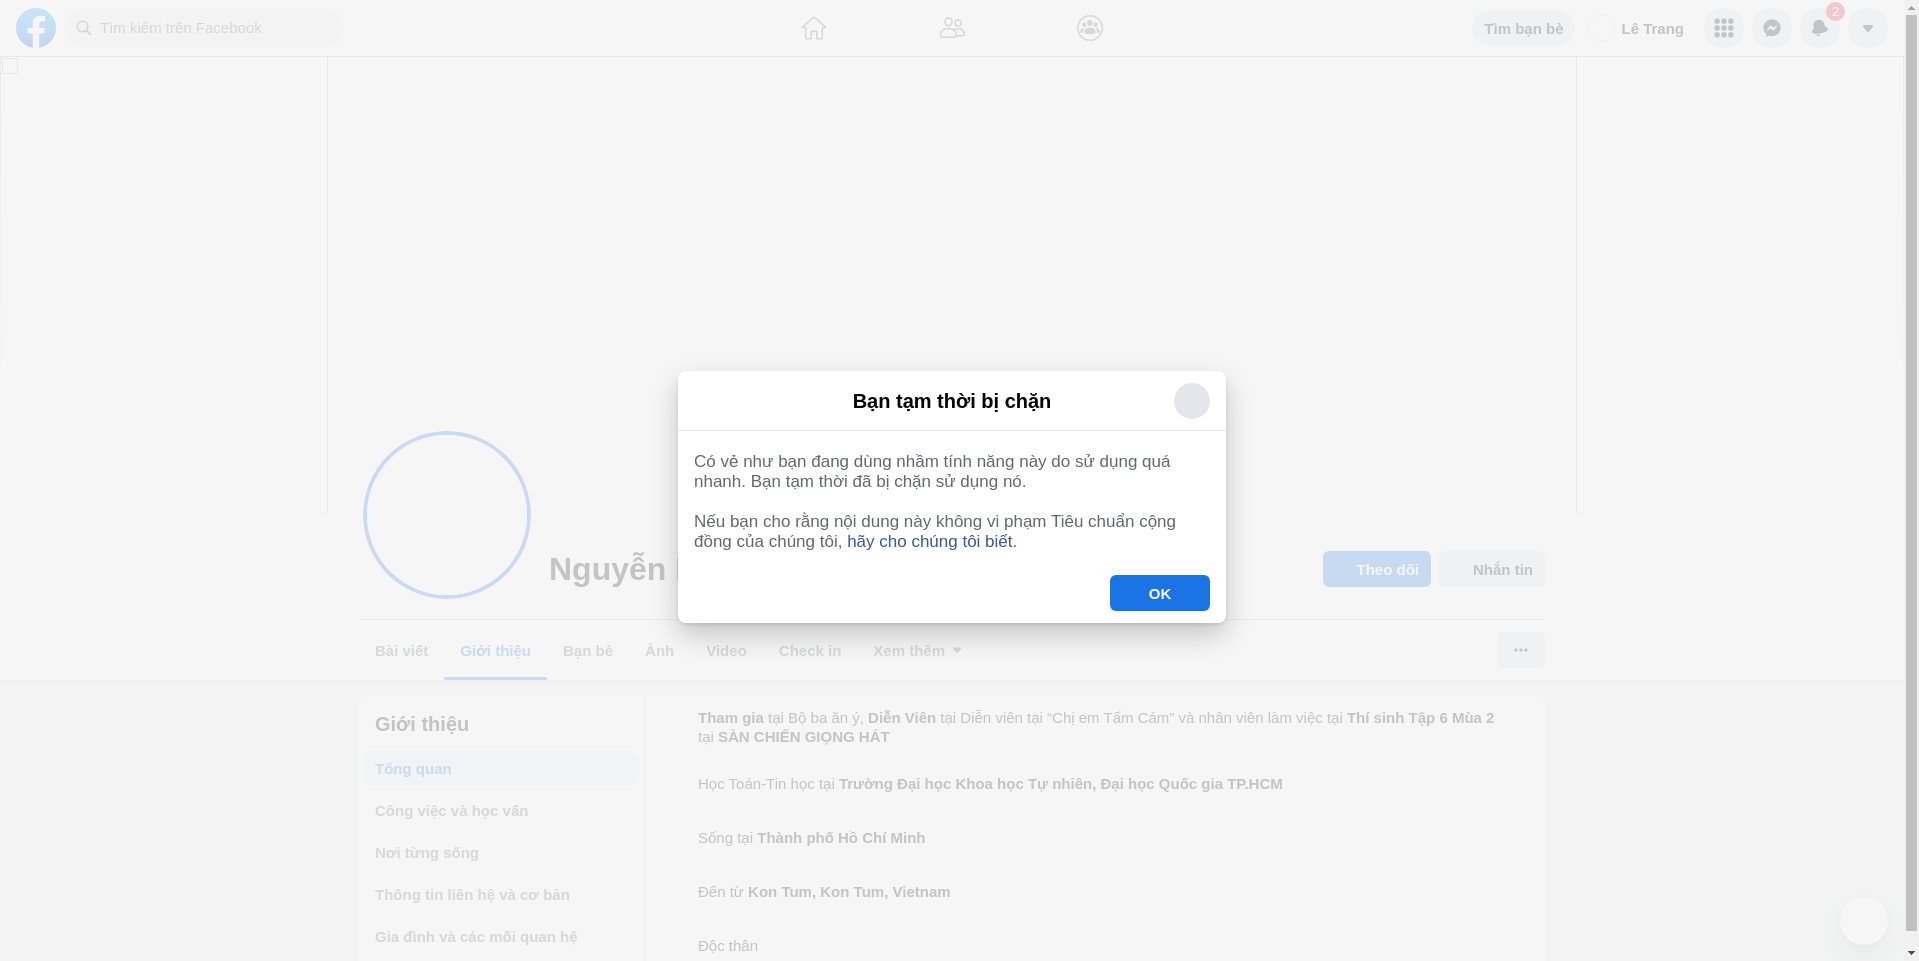 Tìm kiếm trên Facebook
Tìm bạn bè
Lê Trang
2
Bạn tạm thời bị chặn
Có vẻ như bạn đang dùng nhầm tính năng này do sử dụng quá
nhanh. Bạn tạm thời đã bị chặn sử dụng nó.
Nếu bạn cho rằng nội dung này không vi phạm Tiêu chuẩn cộng
đồng của chúng tôi, hãy cho chúng tôi biết.
OK
Nguyễn
Theo dõi
Nhắn tin
Bài viết
Giới thiệu
Bạn bè
Ảnh
Video
Check in
Xem thêm
Giới thiệu
Tổng quan
Công việc và học vấn
Nơi từng sống
Thông tin liên hệ và cơ bản
Gia đình và các mối quan hệ
Tham gia tại Bộ ba ăn ý, Diễn Viên tại Diễn viên tại “Chị em Tấm Cám” và nhân viên làm việc tại Thí sinh Tập 6 Mùa 2
tại SÀN CHIẾN GIỌNG HÁT
Học Toán-Tin học tại Trường Đại học Khoa học Tự nhiên, Đại học Quốc gia TP.HCM
Sống tại Thành phố Hồ Chí Minh
Đến từ Kon Tum, Kon Tum, Vietnam
Độc thân